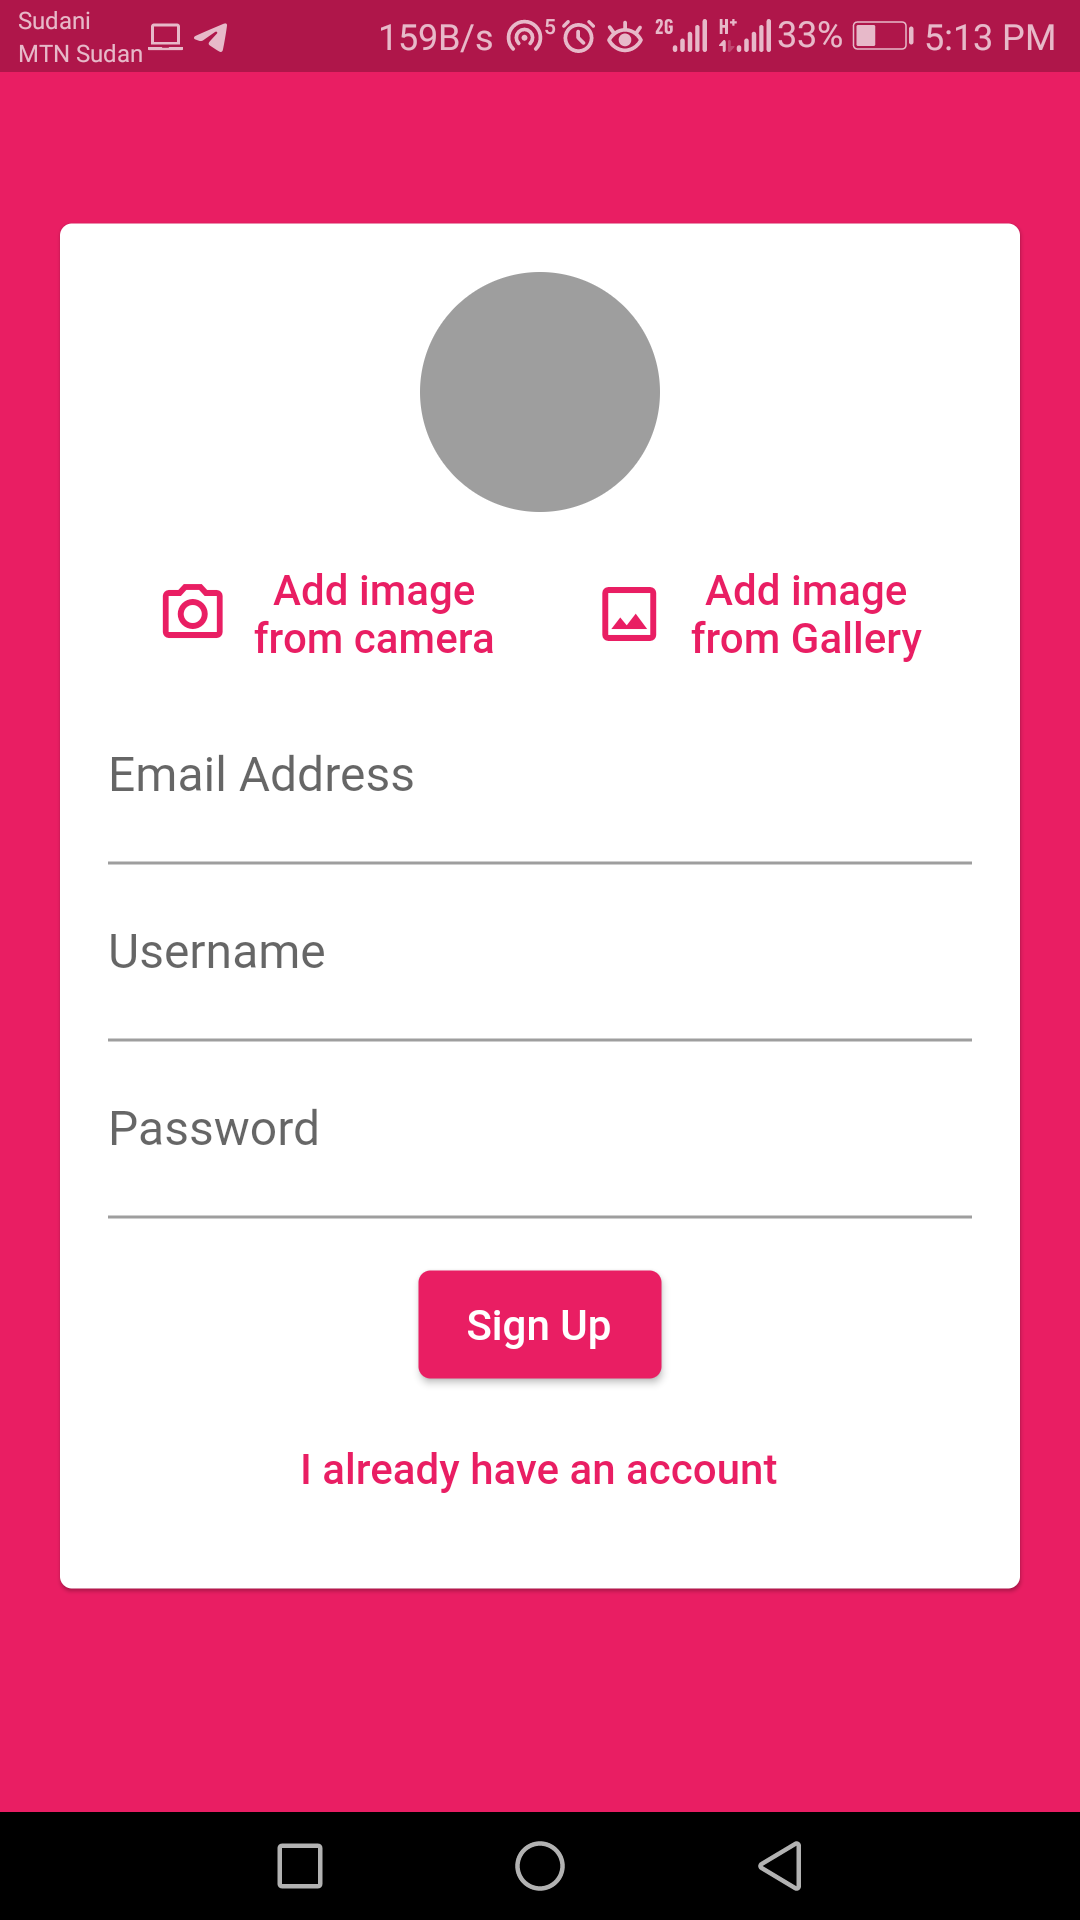 Sudani
MTN Sudan
159B/s 5 2G H+ 1 33% 5:13 PM
Add image
from camera
Add image
from Gallery
Email Address
Username
Password
Sign Up
I already have an account